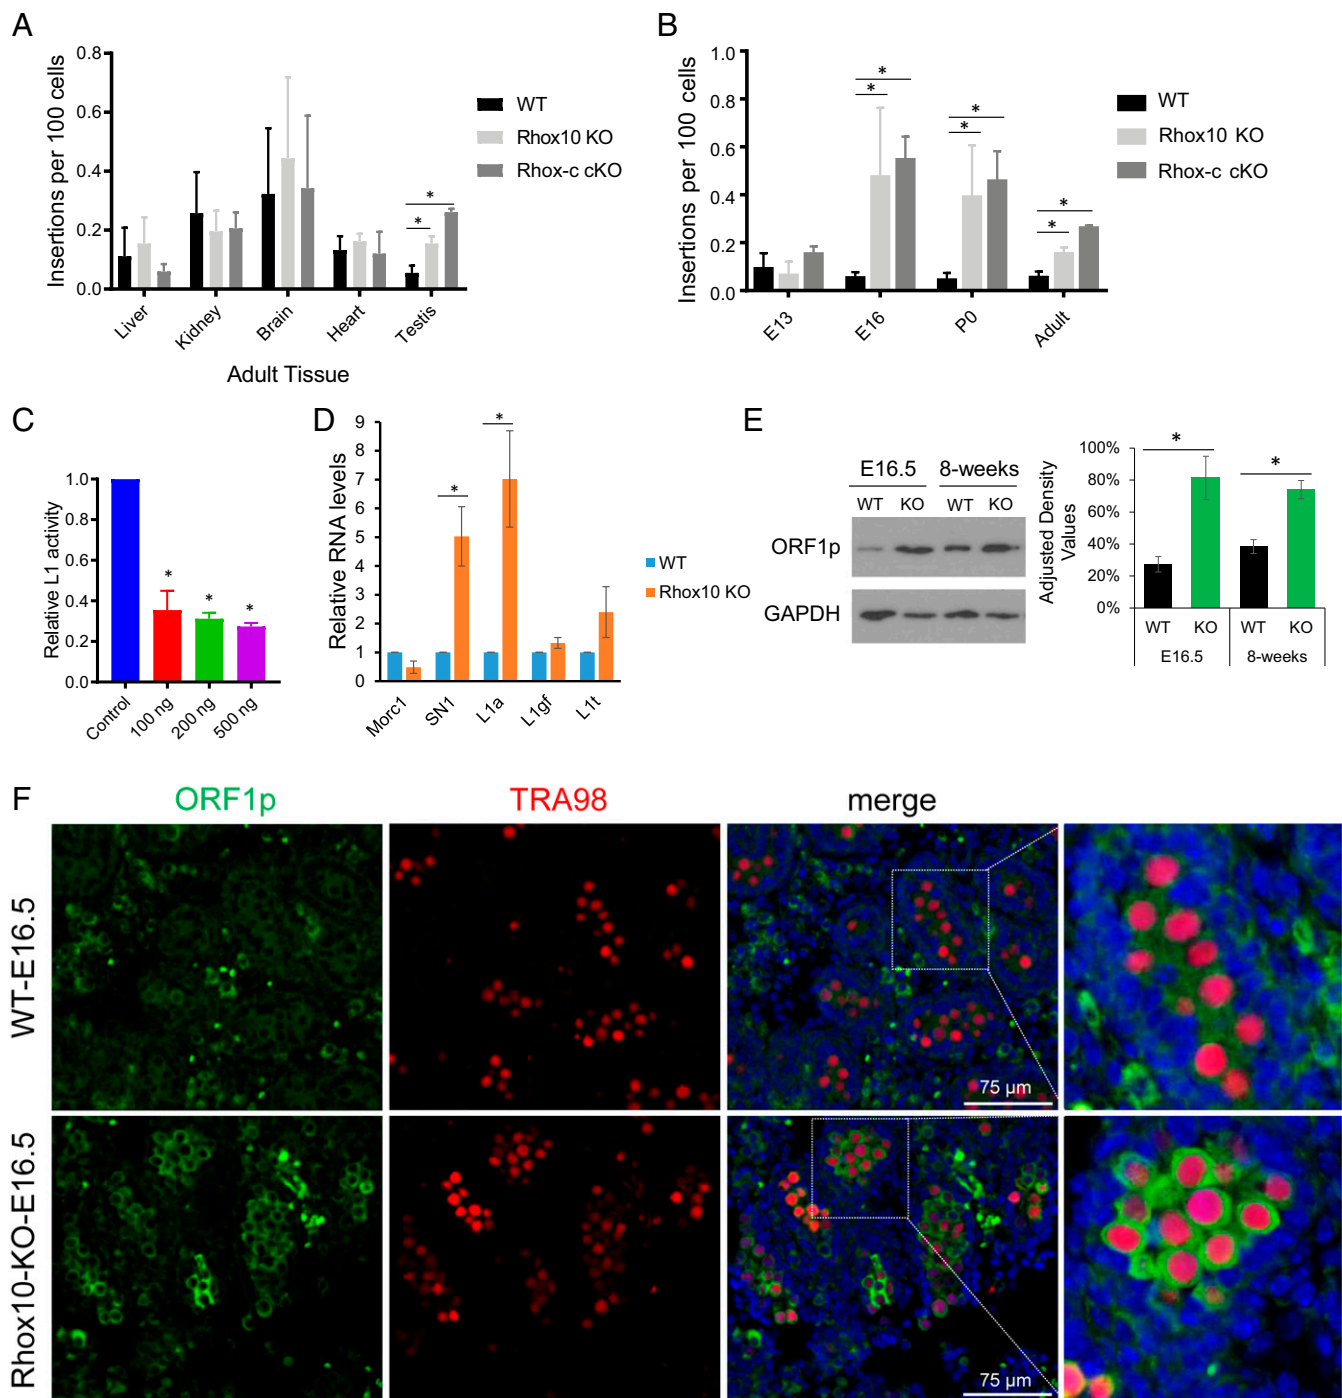 A
Insertions per 100 cells
0.8
0.6
0.4
0.2
0.0
Liver
Kidney
Brain
Heart
Testis
Adult Tissue
* *
WT
Rhox10 KO
Rhox-c cKO
B
Insertions per 100 cells
1.0
0.8
0.6
0.4
0.2
0.0
E13
E16
P0
Adult
* * * * * *
WT
Rhox10 KO
Rhox-c cKO
C
Relative L1 activity
1.0
0.8
0.6
0.4
0.2
0.0
* * *
Control
100 ng
200 ng
500 ng
D
Relative RNA levels
9
8
7
6
5
4
3
2
1
0
* *
Morc1
SN1
L1a
L1gf
L1t
WT
Rhox10 KO
E
E16.5 8-weeks
WT KO WT KO
ORF1p
GAPDH
Adjusted Density
Values
100%
80%
60%
40%
20%
0%
* *
WT KO WT KO
E16.5 8-weeks
F
ORF1p TRA98 merge
WT-E16.5
75 µm
Rhox10-KO-E16.5
75 µm